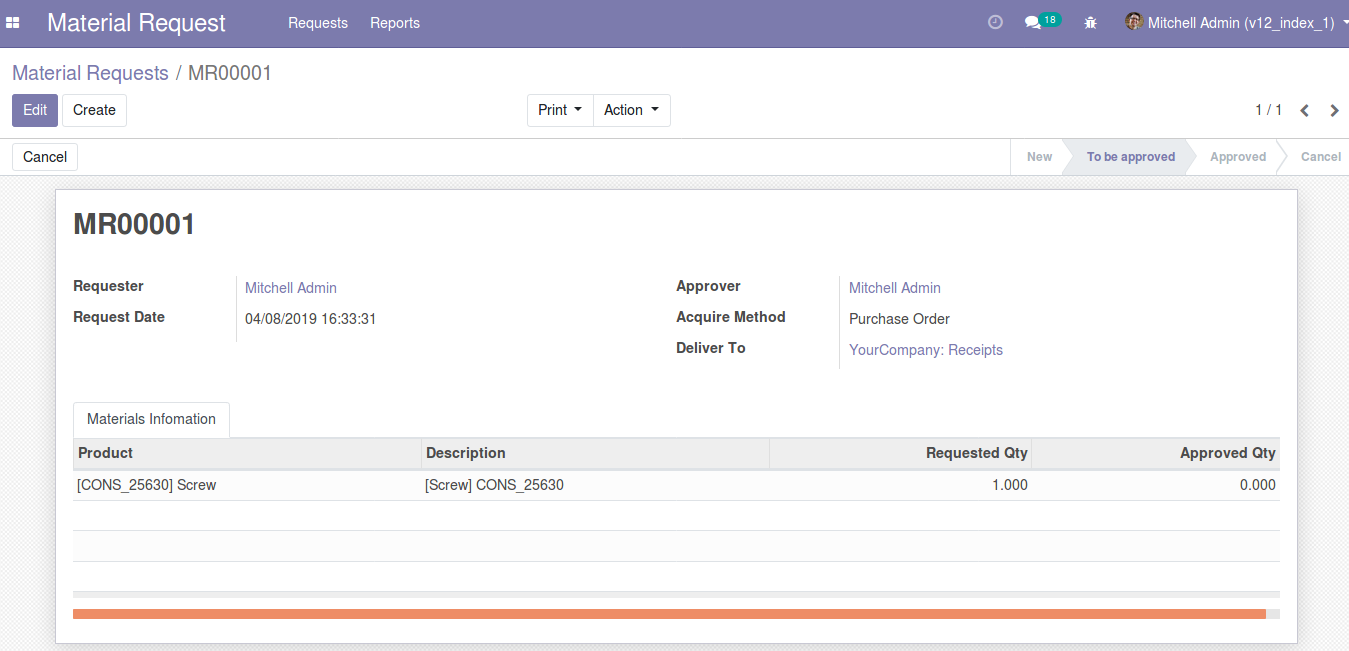 Material Request Requests Reports 18 Mitchell Admin (v12_index_1)
Material Requests / MR00001
Edit Create Print Action 1 / 1
Cancel New To be approved Approved Cancel
MR00001
Requester Mitchell Admin Approver Mitchell Admin
Request Date 04/08/2019 16:33:31 Acquire Method Purchase Order
Deliver To YourCompany: Receipts
Materials Infomation
Product Description Requested Qty Approved Qty
[CONS_25630] Screw [Screw] CONS_25630 1.000 0.000